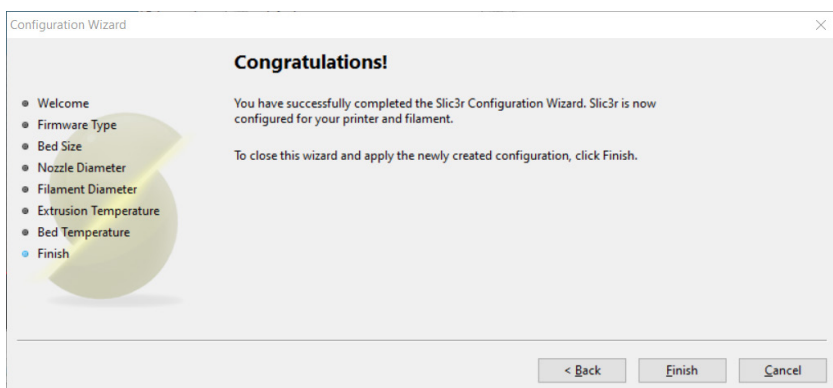 Configuration Wizard
Congratulations!
Welcome
Firmware Type
Bed Size
Nozzle Diameter
Filament Diameter
Extrusion Temperature
Bed Temperature
Finish
You have successfully completed the Slic3r Configuration Wizard. Slic3r is now
configured for your printer and filament.
To close this wizard and apply the newly created configuration, click Finish.
< Back
Finish
Cancel